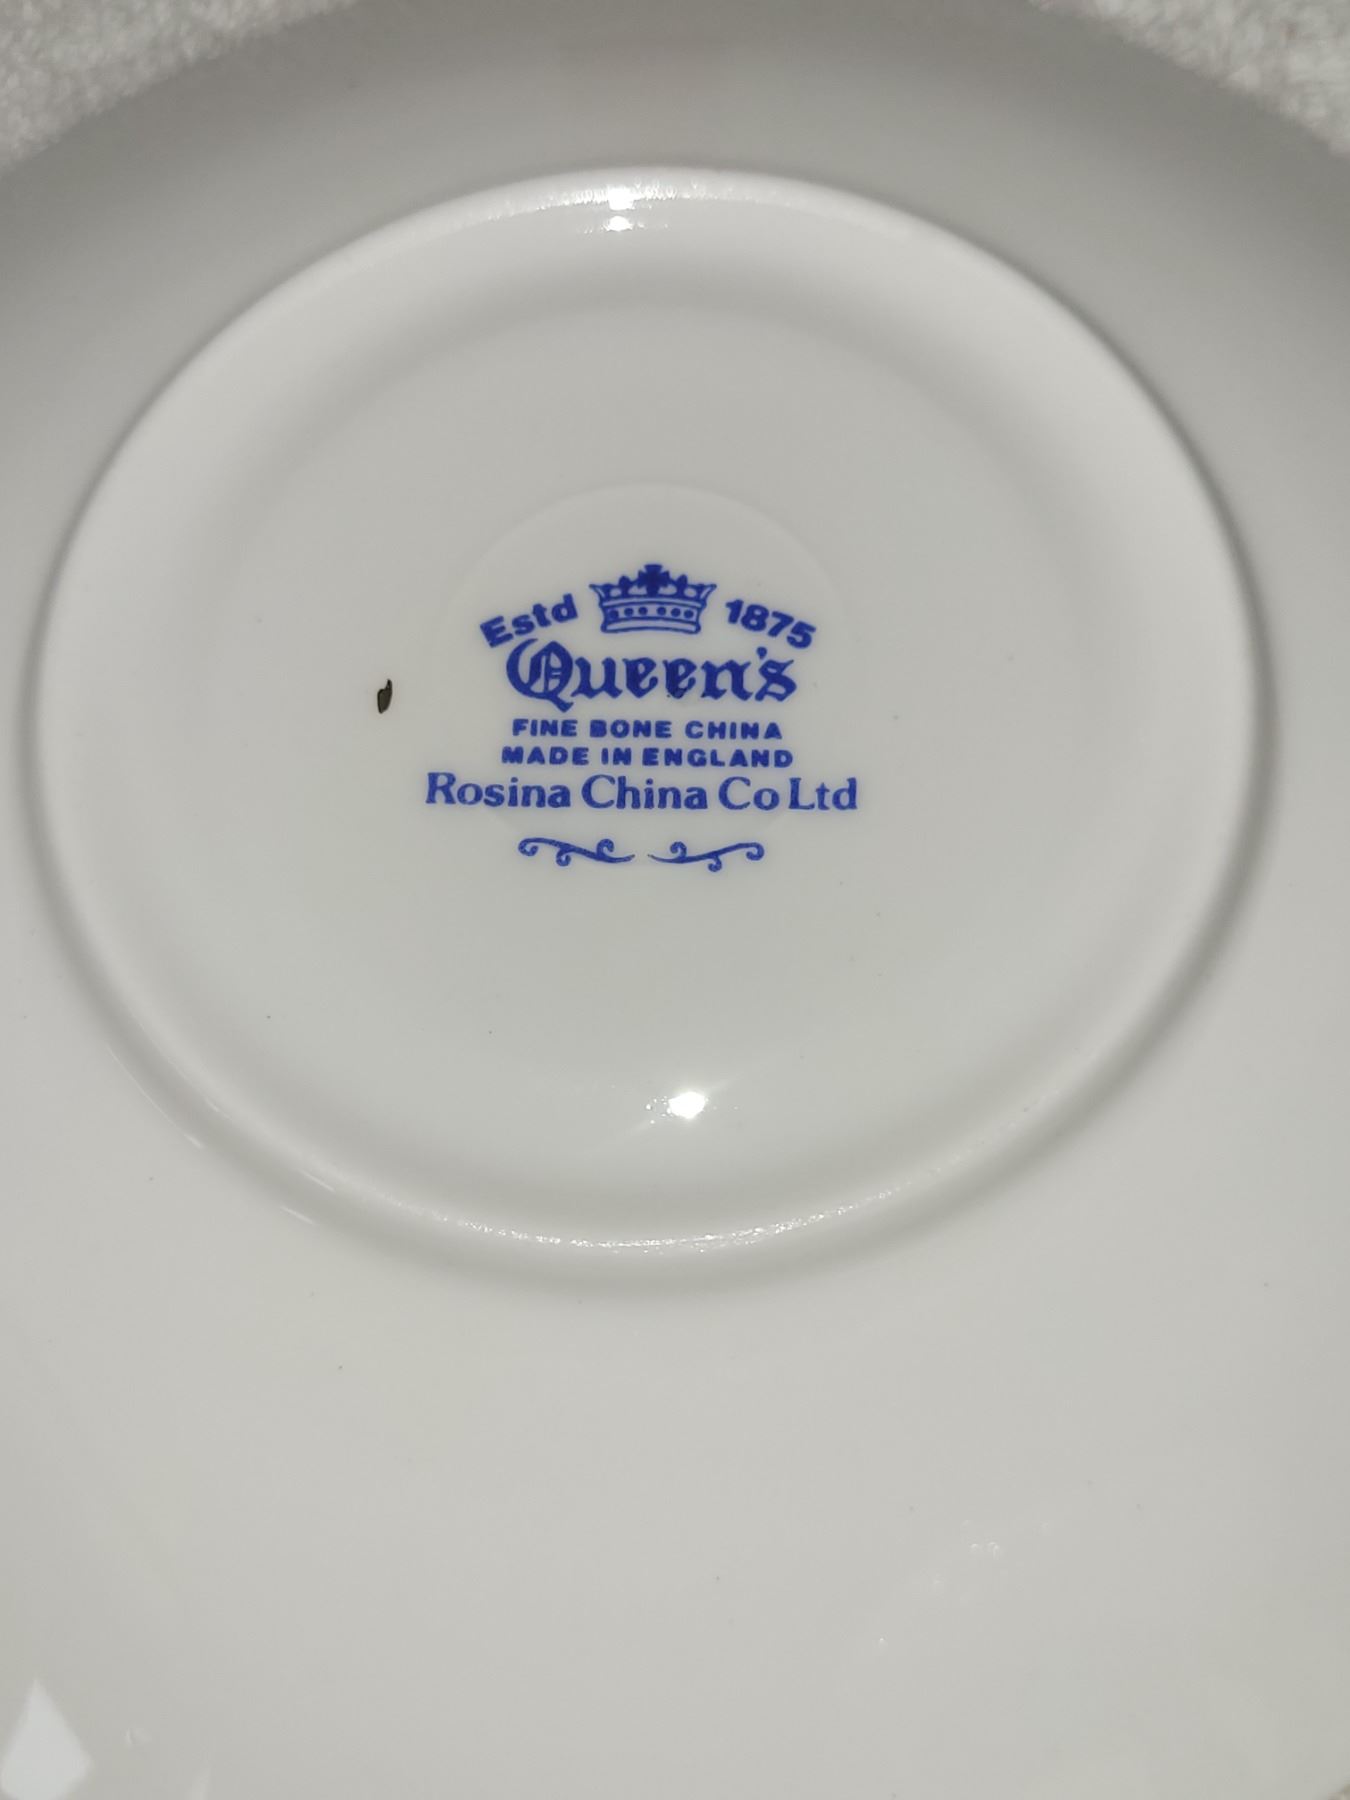 Estd 1875
Queen's
FINE BONE CHINA
MADE IN ENGLAND
Rosina China Co Ltd